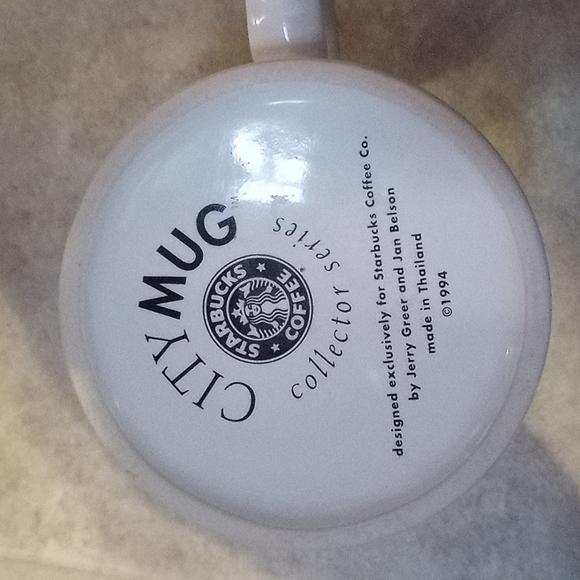 CITY MUG™
STARBUCKS COFFEE ®
collector series
designed exclusively for Starbucks Coffee Co.
by Jerry Greer and Jan Belson
made in Thailand
©1994